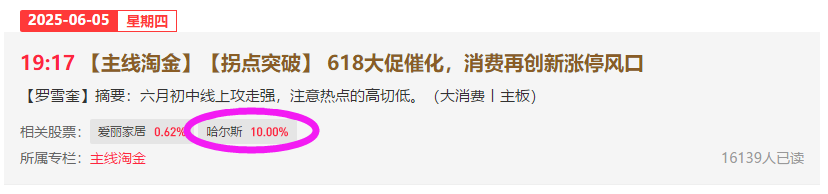 2025-06-05 星期四
19:17 【主线淘金】【拐点突破】 618大促催化，消费再创新涨停风口
【罗雪奎】摘要：六月初中线上攻走强，注意热点的高切低。（大消费丨主板）
相关股票： 爱丽家居 0.62% 哈尔斯 10.00%
所属专栏：主线淘金 16139人已读